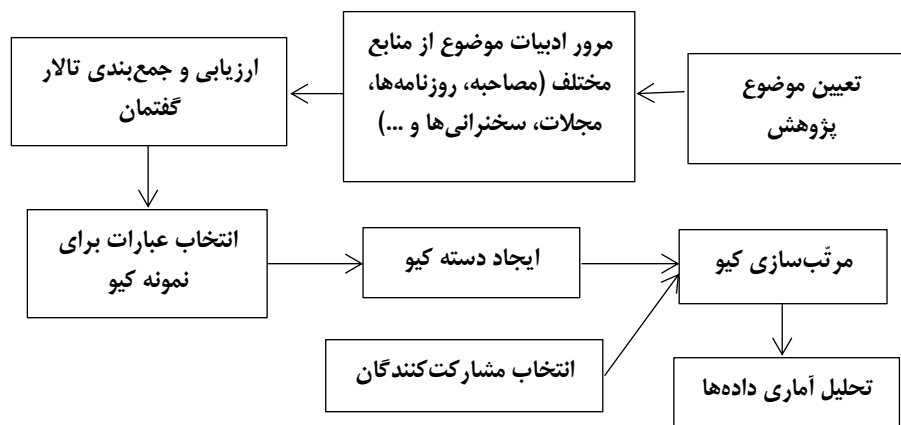 تعیین موضوع
پژوهش
مرور ادبیات موضوع از منابع
مختلف (مصاحبه، روزنامه‌ها،
مجلات، سخنرانی‌ها و ...)
ارزیابی و جمع‌بندی تالار
گفتمان
انتخاب عبارات برای
نمونه کیو
ایجاد دسته کیو
مرتّب‌سازی کیو
انتخاب مشارکت‌کنندگان
تحلیل آماری داده‌ها